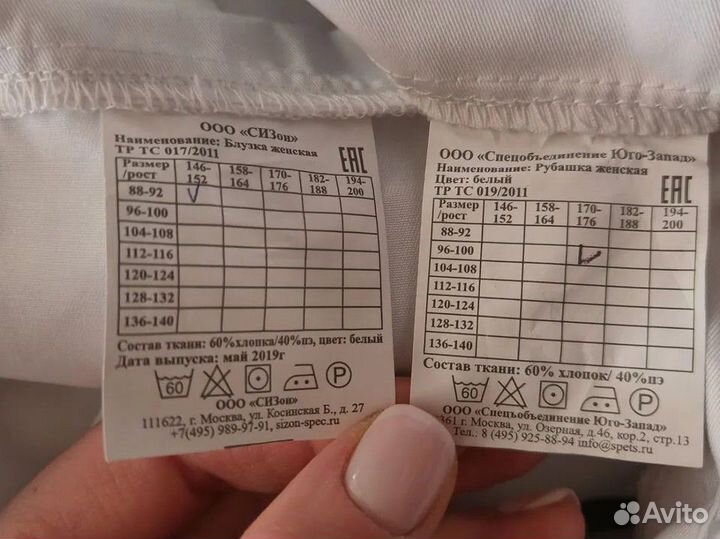 ООО «СИЗон»
Наименование: Блузка женская
ТР ТС 017/2011
EAC
Размер /рост 146-152 158-164 170-176 182-188 194-200
88-92
96-100
104-108
112-116
120-124
128-132
136-140
Состав ткани: 60%хлопка/40%пэ, цвет: белый
Дата выпуска: май 2019г
60 P
ООО «СИЗон»
111622, г. Москва, ул. Косинская Б., д. 27
+7(495) 989-97-91, sizon-spec.ru
ООО «Спецобъединение Юго-Запад»
Наименование: Рубашка женская
Цвет: белый
ТР ТС 019/2011
EAC
Размер /рост 146-152 158-164 170-176 182-188 194-200
88-92
96-100
104-108
112-116
120-124
128-132
136-140
Состав ткани: 60% хлопок/ 40%пэ
60 P
ООО «Спецъобъединение Юго-Запад»
361 г. Москва, ул. Озерная, д.46, кор.2, стр.13
Тел.: 8 (495) 925-88-94 info@spets.ru
Avito